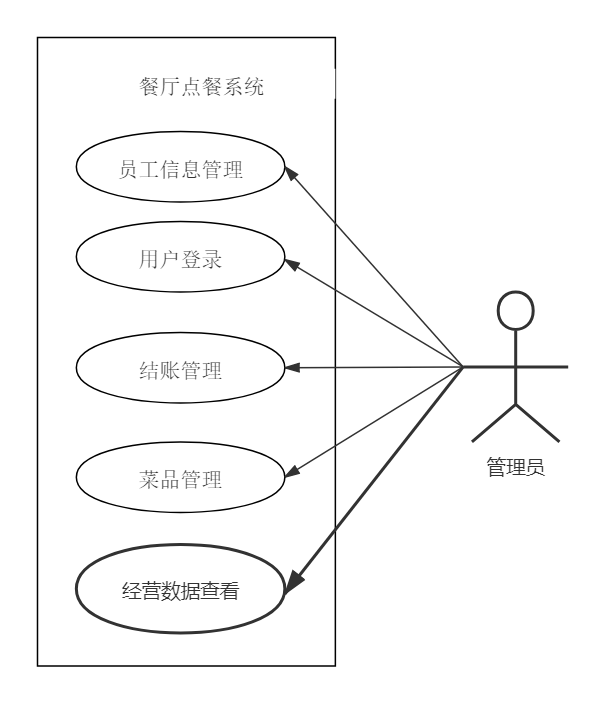 餐厅点餐系统
员工信息管理
用户登录
结账管理
菜品管理
经营数据查看
管理员